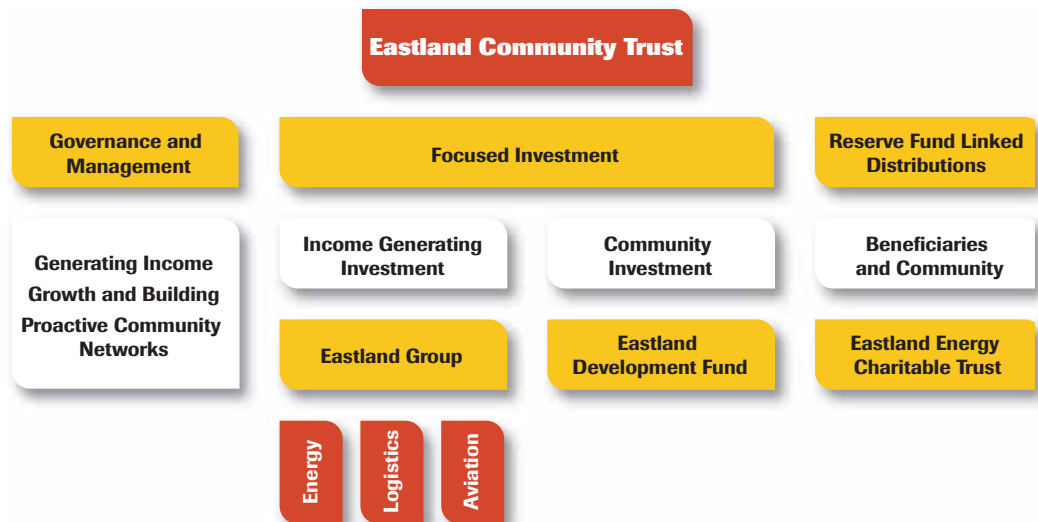 Eastland Community Trust
Governance and
Management
Focused Investment
Reserve Fund Linked
Distributions
Generating Income
Growth and Building
Proactive Community
Networks
Income Generating
Investment
Community
Investment
Beneficiaries
and Community
Eastland Group
Eastland
Development Fund
Eastland Energy
Charitable Trust
Energy
Logistics
Aviation